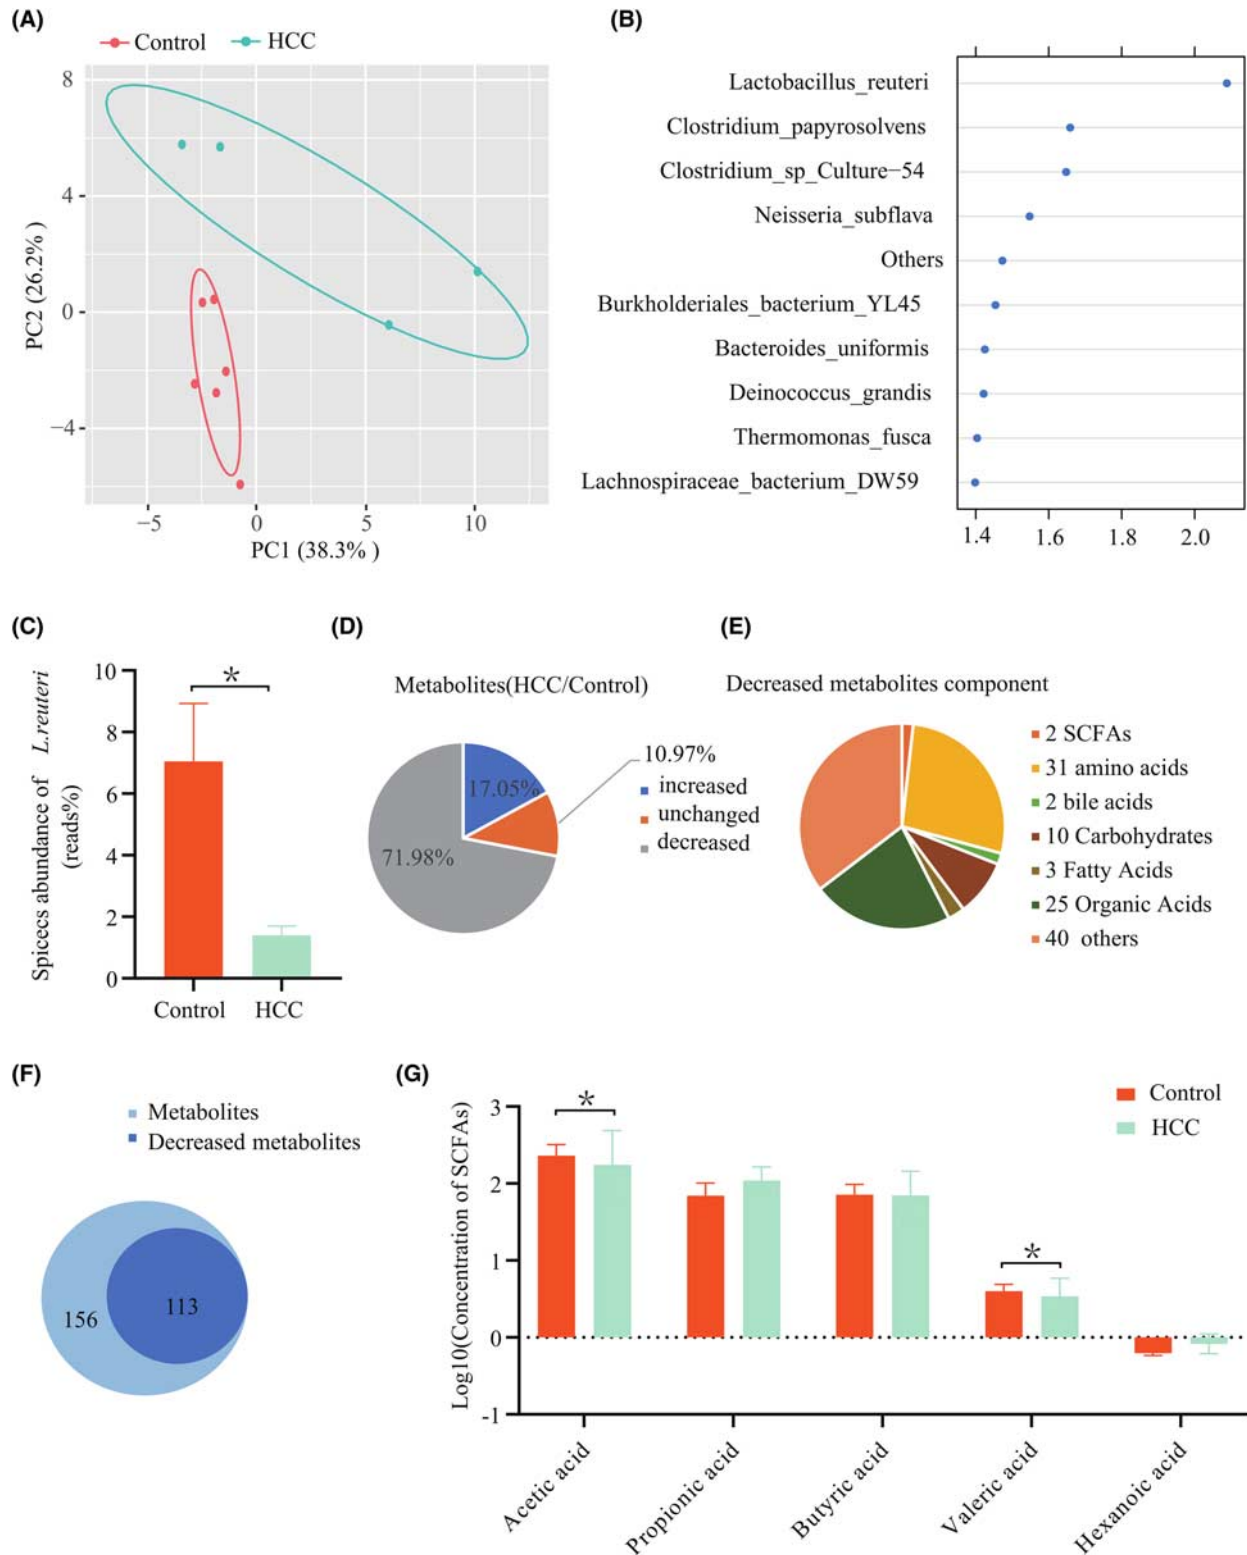 (A)
Control
HCC
8
4
0
−4
PC2 (26.2% )
−5
0
5
10
PC1 (38.3% )
(B)
Lactobacillus_reuteri
Clostridium_papyrosolvens
Clostridium_sp_Culture−54
Neisseria_subflava
Others
Burkholderiales_bacterium_YL45
Bacteroides_uniformis
Deinococcus_grandis
Thermomonas_fusca
Lachnospiraceae_bacterium_DW59
1.4
1.6
1.8
2.0
(C)
Spicecs abundance of L.reuteri
(reads%)
10
8
6
4
2
0
*
Control
HCC
(D)
Metabolites(HCC/Control)
17.05%
71.98%
10.97%
increased
unchanged
decreased
(E)
Decreased metabolites component
2 SCFAs
31 amino acids
2 bile acids
10 Carbohydrates
3 Fatty Acids
25 Organic Acids
40 others
(F)
Metabolites
Decreased metabolites
156
113
(G)
Control
HCC
Log10(Concentration of SCFAs)
3
2
1
0
-1
*
*
Acetic acid
Propionic acid
Butyric acid
Valeric acid
Hexanoic acid